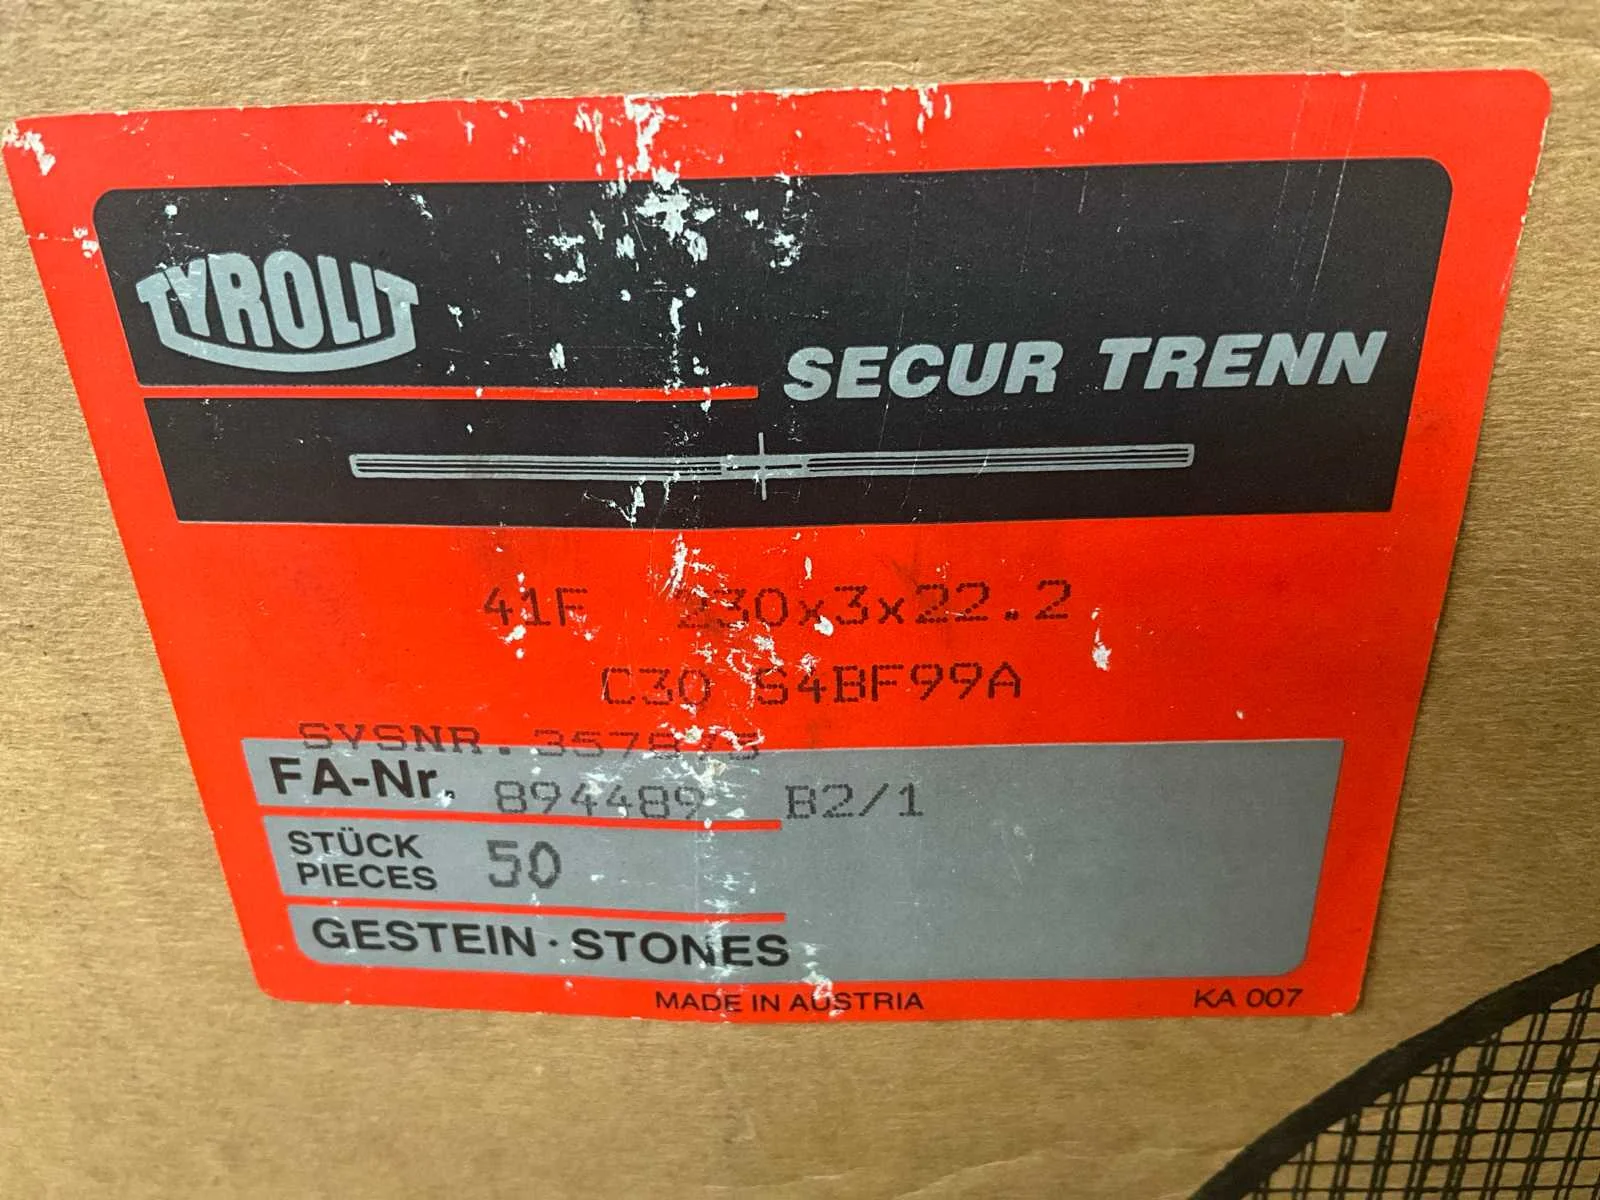 TYROLIT
SECUR TRENN
41F 230x3x22.2
C30 S4BF99A
SYSNR.
FA-Nr. 894489 B2/1
STÜCK
PIECES 50
GESTEIN · STONES
MADE IN AUSTRIA KA 007